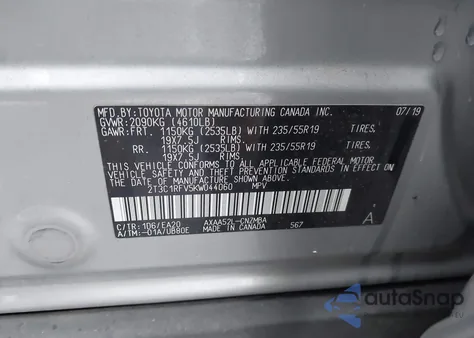 MFD.BY:TOYOTA MOTOR MANUFACTURING CANADA INC. 07/19
GVWR: 2090KG (4610LB)
GAWR:FRT. 1150KG (2535LB) WITH 235/55R19 TIRES,
19X7.5J RIMS,
RR. 1150KG (2535LB) WITH 235/55R19 TIRES,
19X7.5J RIMS,
THIS VEHICLE CONFORMS TO ALL APPLICABLE FEDERAL
MOTOR VEHICLE SAFETY AND BUMPER STANDARDS IN EFFECT ON
THE DATE OF MANUFACTURE SHOWN ABOVE.
2T3C1RFV5KW044060 MPV
C/TR:1D6/EA20 AXAA52L-CNZMBA A
A/TM:-01A/UB80E MADE IN CANADA 567
autoSnap